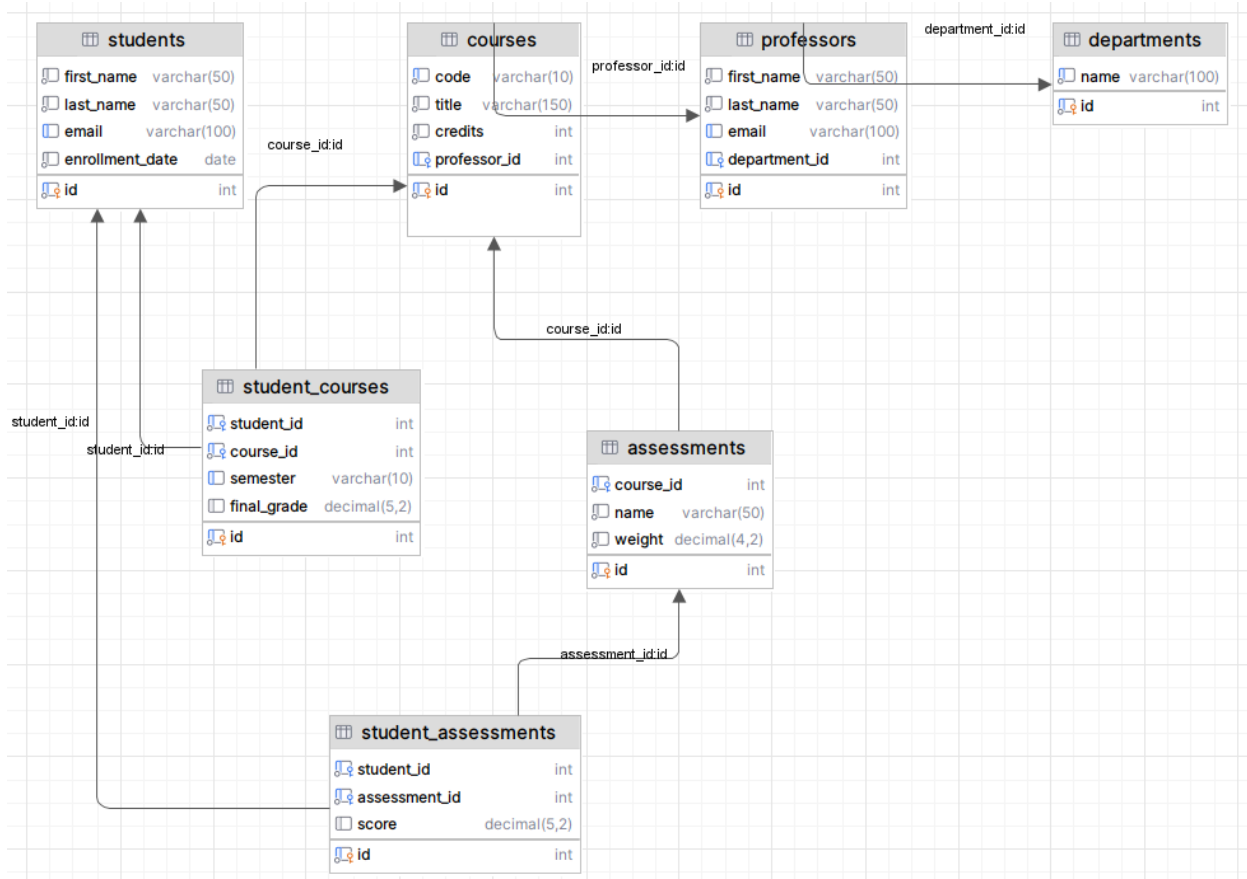 students
first_name varchar(50)
last_name varchar(50)
email varchar(100)
enrollment_date date
id int
course_id:id
courses
code varchar(10)
title varchar(150)
credits int
professor_id int
id int
professor_id:id
professors
first_name varchar(50)
last_name varchar(50)
email varchar(100)
department_id int
id int
department_id:id
departments
name varchar(100)
id int
course_id:id
student_id:id
student_id:id
student_courses
student_id int
course_id int
semester varchar(10)
final_grade decimal(5,2)
id int
assessments
course_id int
name varchar(50)
weight decimal(4,2)
id int
assessment_id:id
student_assessments
student_id int
assessment_id int
score decimal(5,2)
id int